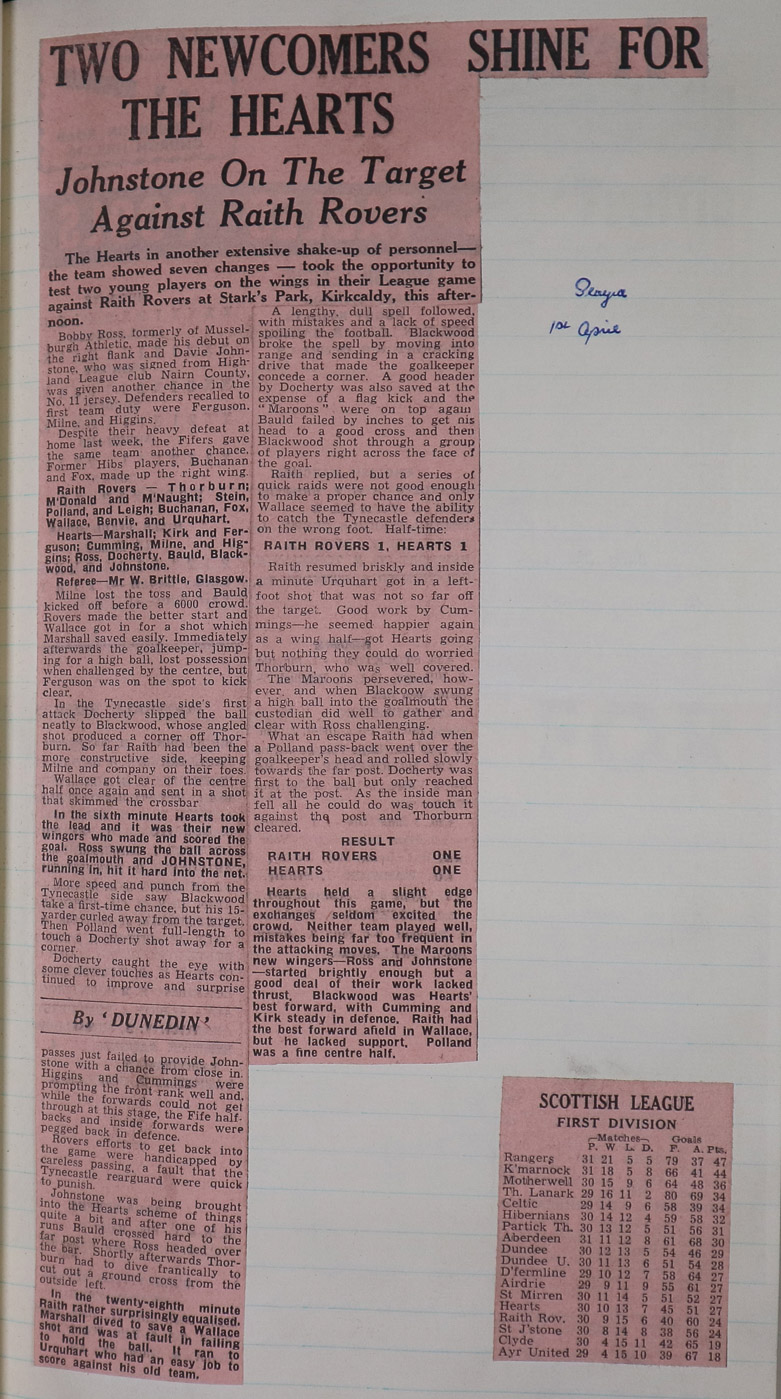 TWO NEWCOMERS SHINE FOR
THE HEARTS
Johnstone On The Target
Against Raith Rovers
The Hearts in another extensive shake-up of personnel—
the team showed seven changes — took the opportunity to
test two young players on the wings in their League game
against Raith Rovers at Stark's Park, Kirkcaldy, this after-
noon.
Bobby Ross, formerly of Mussel-
burgh Athletic, made his debut on
the right flank and Davie John-
stone, who was signed from High-
land League club Nairn County,
was given another chance in the
No. 11 jersey. Defenders recalled to
first team duty were Ferguson.
Milne, and Higgins.
Despite their heavy defeat at
home last week, the Fifers gave
the same team another chance.
Former Hibs players, Buchanan
and Fox, made up the right wing.
Raith Rovers — Thorburn;
M'Donald and M'Naught; Stein,
Polland, and Leigh; Buchanan, Fox,
Wallace, Benvie, and Urquhart.
Hearts—Marshall; Kirk and Fer-
guson; Cumming, Milne, and Hig-
gins; Ross, Docherty, Bauld, Black-
wood, and Johnstone.
Referee—Mr W. Brittle, Glasgow.
Milne lost the toss and Bauld
kicked off before a 6000 crowd.
Rovers made the better start and
Wallace got in for a shot which
Marshall saved easily. Immediately
afterwards the goalkeeper, jump-
ing for a high ball, lost possession
when challenged by the centre, but
Ferguson was on the spot to kick
clear.
In the Tynecastle side's first
attack Docherty slipped the ball
neatly to Blackwood, whose angled
shot produced a corner off Thor-
burn. So far Raith had been the
more constructive side, keeping
Milne and company on their toes.
Wallace got clear of the centre
half once again and sent in a shot
that skimmed the crossbar
In the sixth minute Hearts took
the lead and it was their new
wingers who made and scored the
goal. Ross swung the ball across
the goalmouth and JOHNSTONE,
running in, hit it hard into the net.
More speed and punch from the
Tynecastle side saw Blackwood
take a first-time chance, but his 15-
yarder curled away from the target.
Then Polland went full-length to
touch a Docherty shot away for a
corner.
Docherty caught the eye with
some clever touches as Hearts con-
tinued to improve and surprise
By 'DUNEDIN'
passes just failed to provide John-
stone with a chance from close in.
Higgins and Cummings were
prompting the front rank well and,
while the forwards could not get
through at this stage, the Fife half-
backs and inside forwards were
pegged back in defence.
Rovers efforts to get back into
the game were handicapped by
careless passing, a fault that the
Tynecastle rearguard were quick
to punish.
Johnstone was being brought
into the Hearts scheme of things
quite a bit and after one of his
runs Bauld crossed hard to the
far post where Ross headed over
the bar. Shortly afterwards Thor-
burn had to dive frantically to
cut out a ground cross from the
outside left.
In the twenty-eighth minute
Raith rather surprisingly equalised.
Marshall dived to save a Wallace
shot and was at fault in failing
to hold the ball. It ran to
Urquhart who had an easy job to
score against his old team.
A lengthy, dull spell followed,
with mistakes and a lack of speed
spoiling the football. Blackwood
broke the spell by moving into
range and sending in a cracking
drive that made the goalkeeper
concede a corner. A good header
by Docherty was also saved at the
expense of a flag kick and the
"Maroons" were on top again
Bauld failed by inches to get his
head to a good cross and then
Blackwood shot through a group
of players right across the face of
the goal.
Raith replied, but a series of
quick raids were not good enough
to make a proper chance and only
Wallace seemed to have the ability
to catch the Tynecastle defenders
on the wrong foot. Half-time:
RAITH ROVERS 1, HEARTS 1
Raith resumed briskly and inside
a minute Urquhart got in a left-
foot shot that was not so far off
the target. Good work by Cum-
mings—he seemed happier again
as a wing half—got Hearts going
but nothing they could do worried
Thorburn, who was well covered.
The Maroons persevered, how-
ever, and when Blackoow swung
a high ball into the goalmouth the
custodian did well to gather and
clear with Ross challenging.
What an escape Raith had when
a Polland pass-back went over the
goalkeeper's head and rolled slowly
towards the far post. Docherty was
first to the ball but only reached
it at the post. As the inside man
fell all he could do was touch it
against the post and Thorburn
cleared.
RESULT
RAITH ROVERS ONE
HEARTS ONE
Hearts held a slight edge
throughout this game, but the
exchanges seldom excited the
crowd. Neither team played well,
mistakes being far too frequent in
the attacking moves. The Maroons
new wingers—Ross and Johnstone
—started brightly enough but a
good deal of their work lacked
thrust. Blackwood was Hearts'
best forward, with Cumming and
Kirk steady in defence. Raith had
the best forward afield in Wallace,
but he lacked support. Polland
was a fine centre half.
1st April
SCOTTISH LEAGUE
FIRST DIVISION
Matches Goals
P. W. L. D. F. A. Pts.
Rangers 31 21 5 5 79 37 47
K'marnock 31 18 5 8 66 41 44
Motherwell 30 15 9 6 64 48 36
Th. Lanark 29 16 11 2 80 69 34
Celtic 29 14 9 6 58 39 34
Hibernians 30 14 12 4 59 58 32
Partick Th. 30 13 12 5 51 56 31
Aberdeen 31 11 12 8 61 68 30
Dundee 30 12 13 5 54 46 29
Dundee U. 30 11 13 6 51 54 28
D'fermline 29 10 12 7 58 64 27
Airdrie 29 9 11 9 55 61 27
St Mirren 30 11 14 5 51 52 27
Hearts 30 10 13 7 45 51 27
Raith Rov. 30 9 15 6 40 60 24
St J'stone 30 8 14 8 38 56 24
Clyde 30 4 15 11 42 65 19
Ayr United 29 4 15 10 39 67 18